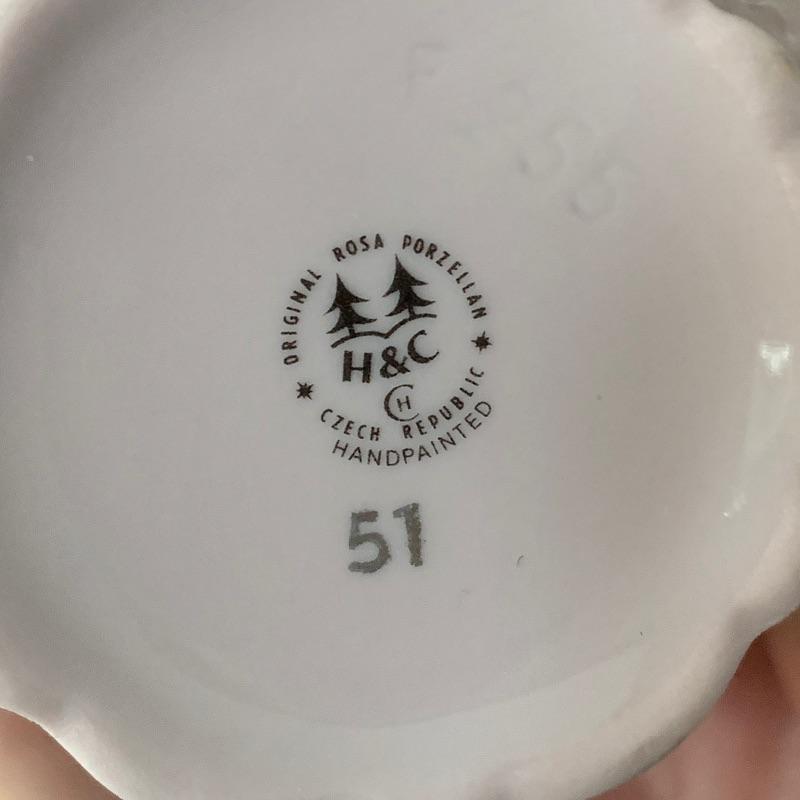 ORIGINAL ROSA PORZELLAN
H&C
CH
CZECH REPUBLIC
HANDPAINTED
51